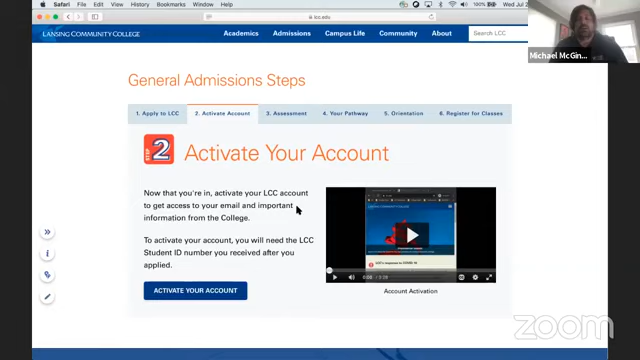 Safari File Edit View History Bookmarks Window Help
100%
Wed Jul 2
lcc.edu
LANSING COMMUNITY COLLEGE
Academics Admissions Campus Life Community About
Search LCC
Michael McGin...
General Admissions Steps
1. Apply to LCC 2. Activate Account 3. Assessment 4. Your Pathway 5. Orientation 6. Register for Classes
STEP 2
Activate Your Account
Now that you're in, activate your LCC account
to get access to your email and important
information from the College.
To activate your account, you will need the LCC
Student ID number you received after you
applied.
ACTIVATE YOUR ACCOUNT
Account Activation
zoom